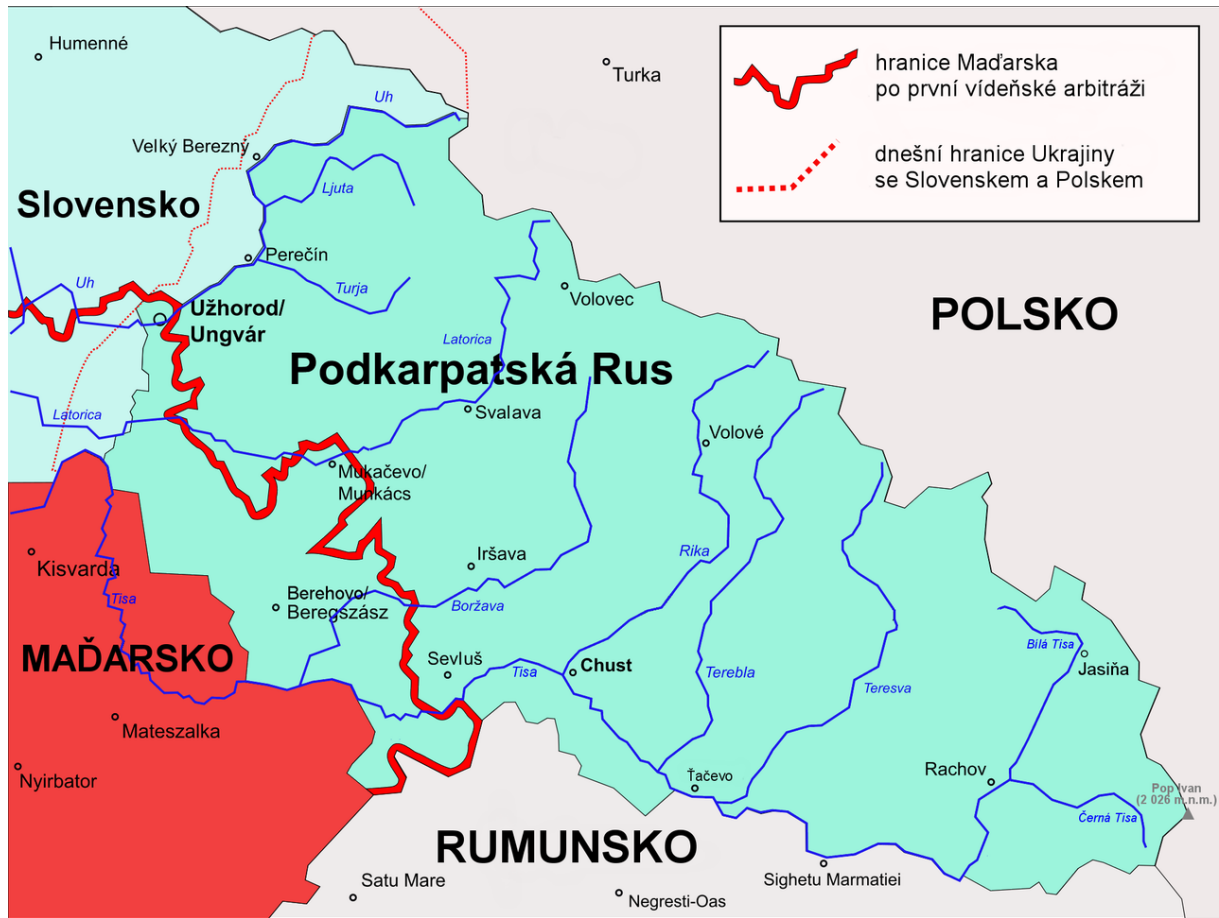 Humenné
Turka
hranice Maďarska
po první vídeňské arbitráži
dnešní hranice Ukrajiny
se Slovenskem a Polskem
Uh
Velký Berezný
Ljuta
Slovensko
Perečín
Uh
Turja
Volovec
Užhorod/
Ungvár
POLSKO
Latorica
Podkarpatská Rus
Latorica
Svalava
Volové
Mukačevo/
Munkács
Kisvarda
Iršava
Rika
Tisa
Berehovo/
Beregszász
Boržava
MAĎARSKO
Sevluš
Tisa
Chust
Terebla
Teresva
Bílá Tisa
Jasiňa
Mateszalka
Nyirbator
Ťačevo
Rachov
Pop Ivan
(2 026 m.n.m.)
Černá Tisa
RUMUNSKO
Satu Mare
Negresti-Oas
Sighetu Marmatiei